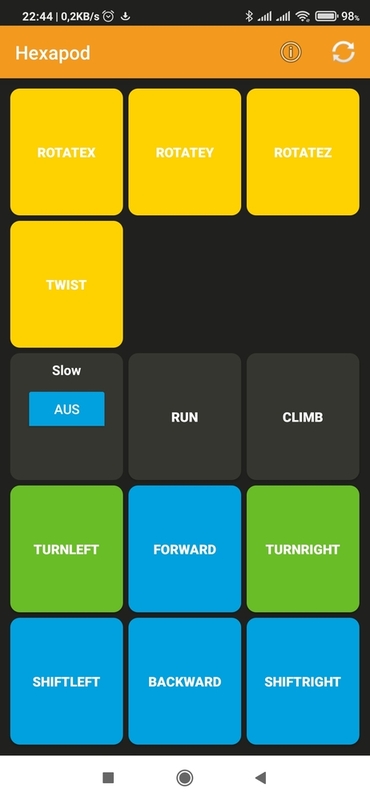 22:44 | 0,2KB/s 98%
Hexapod
ROTATEX ROTATEY ROTATEZ
TWIST
Slow
AUS
RUN CLIMB
TURNLEFT FORWARD TURNRIGHT
SHIFTLEFT BACKWARD SHIFTRIGHT